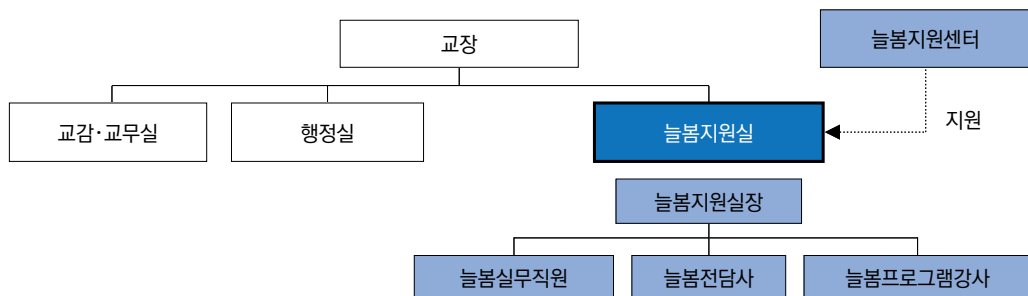 교장
늘봄지원센터
교감·교무실
행정실
늘봄지원실
지원
늘봄지원실장
늘봄실무직원
늘봄전담사
늘봄프로그램강사